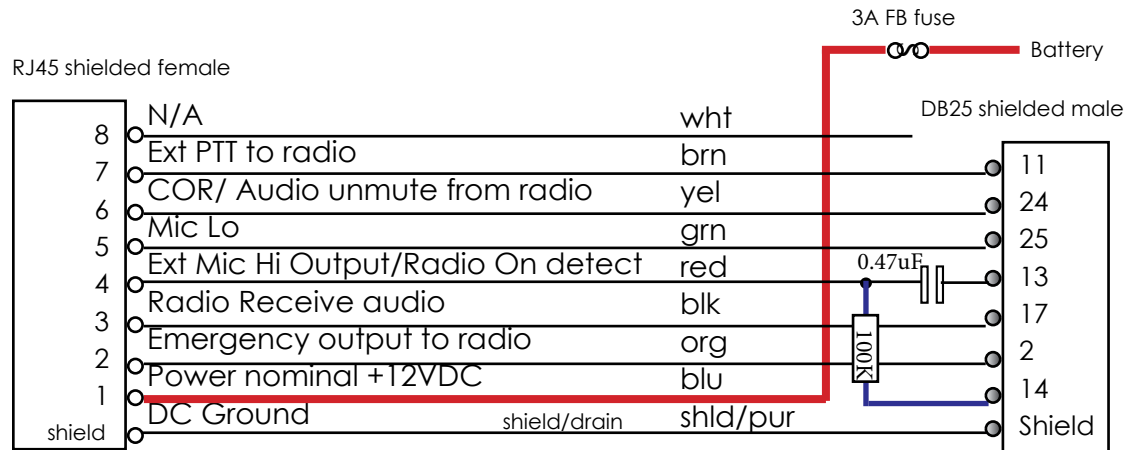 3A FB fuse
Battery
RJ45 shielded female
DB25 shielded male
8 N/A wht
7 Ext PTT to radio brn 11
6 COR/ Audio unmute from radio yel 24
5 Mic Lo grn 25
4 Ext Mic Hi Output/Radio On detect red 0.47uF 13
3 Radio Receive audio blk 17
2 Emergency output to radio org 100K 2
1 Power nominal +12VDC blu 14
shield DC Ground shield/drain shld/pur Shield